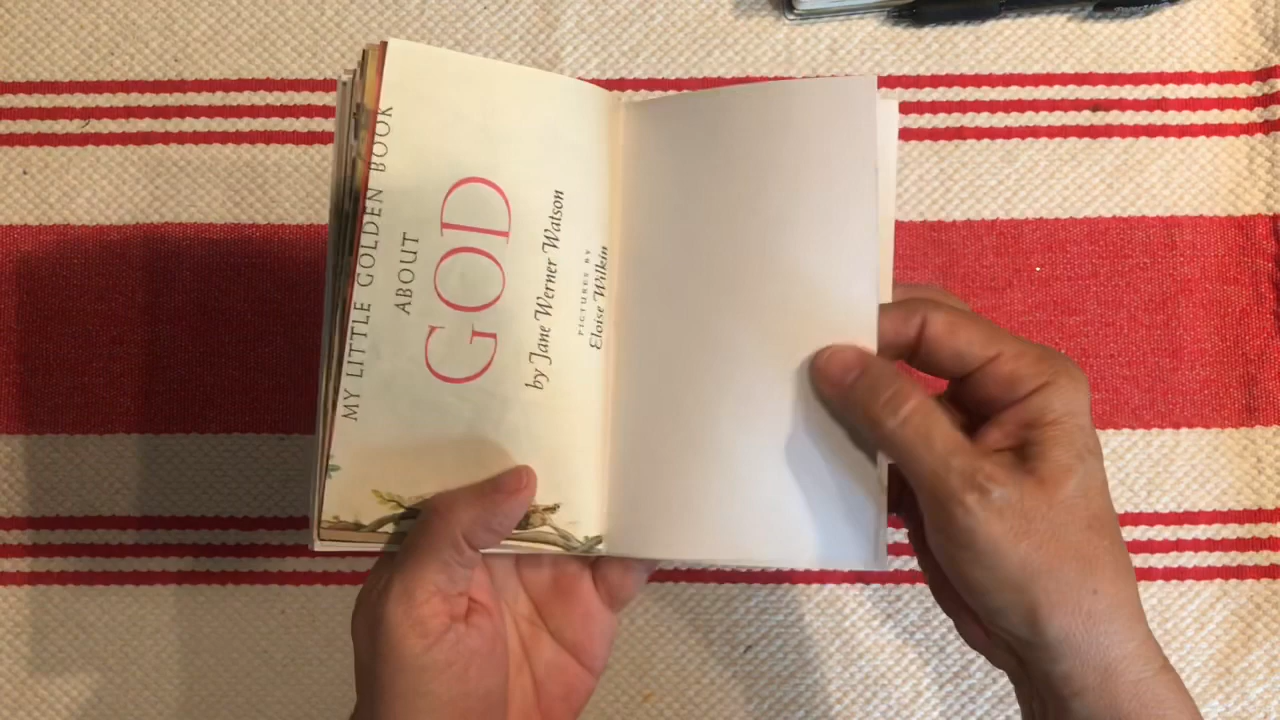 MY LITTLE GOLDEN BOOK
ABOUT
GOD
by Jane Werner Watson
PICTURES BY
Eloise Wilkin